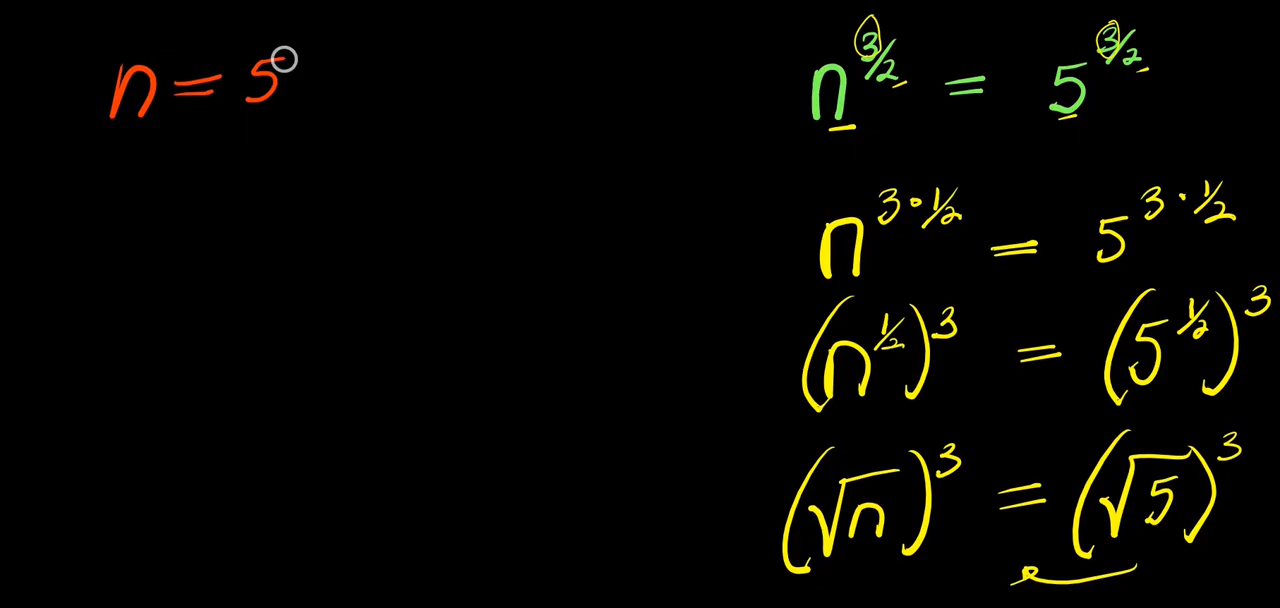 n = 5
n^{3/2} = 5^{3/2}
n^{3·1/2} = 5^{3·1/2}
(n^{1/2})^3 = (5^{1/2})^3
(√n)^3 = (√5)^3